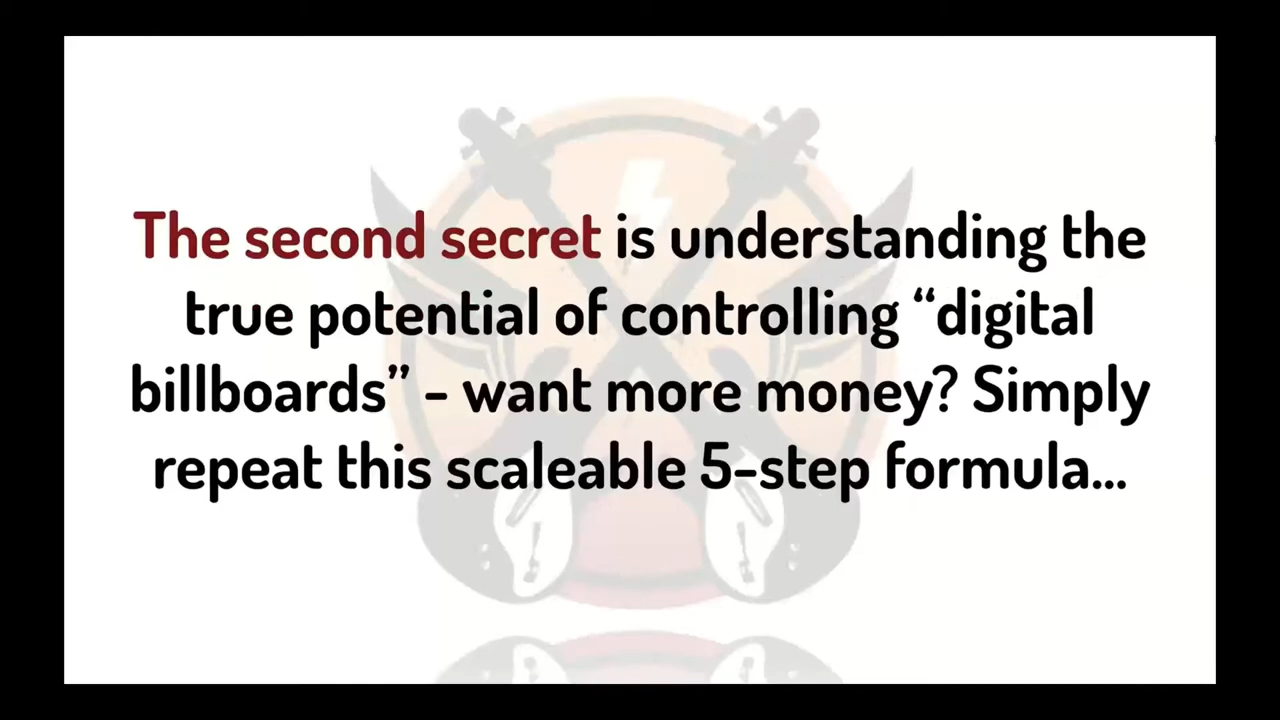 The second secret is understanding the
true potential of controlling “digital
billboards” - want more money? Simply
repeat this scaleable 5-step formula...